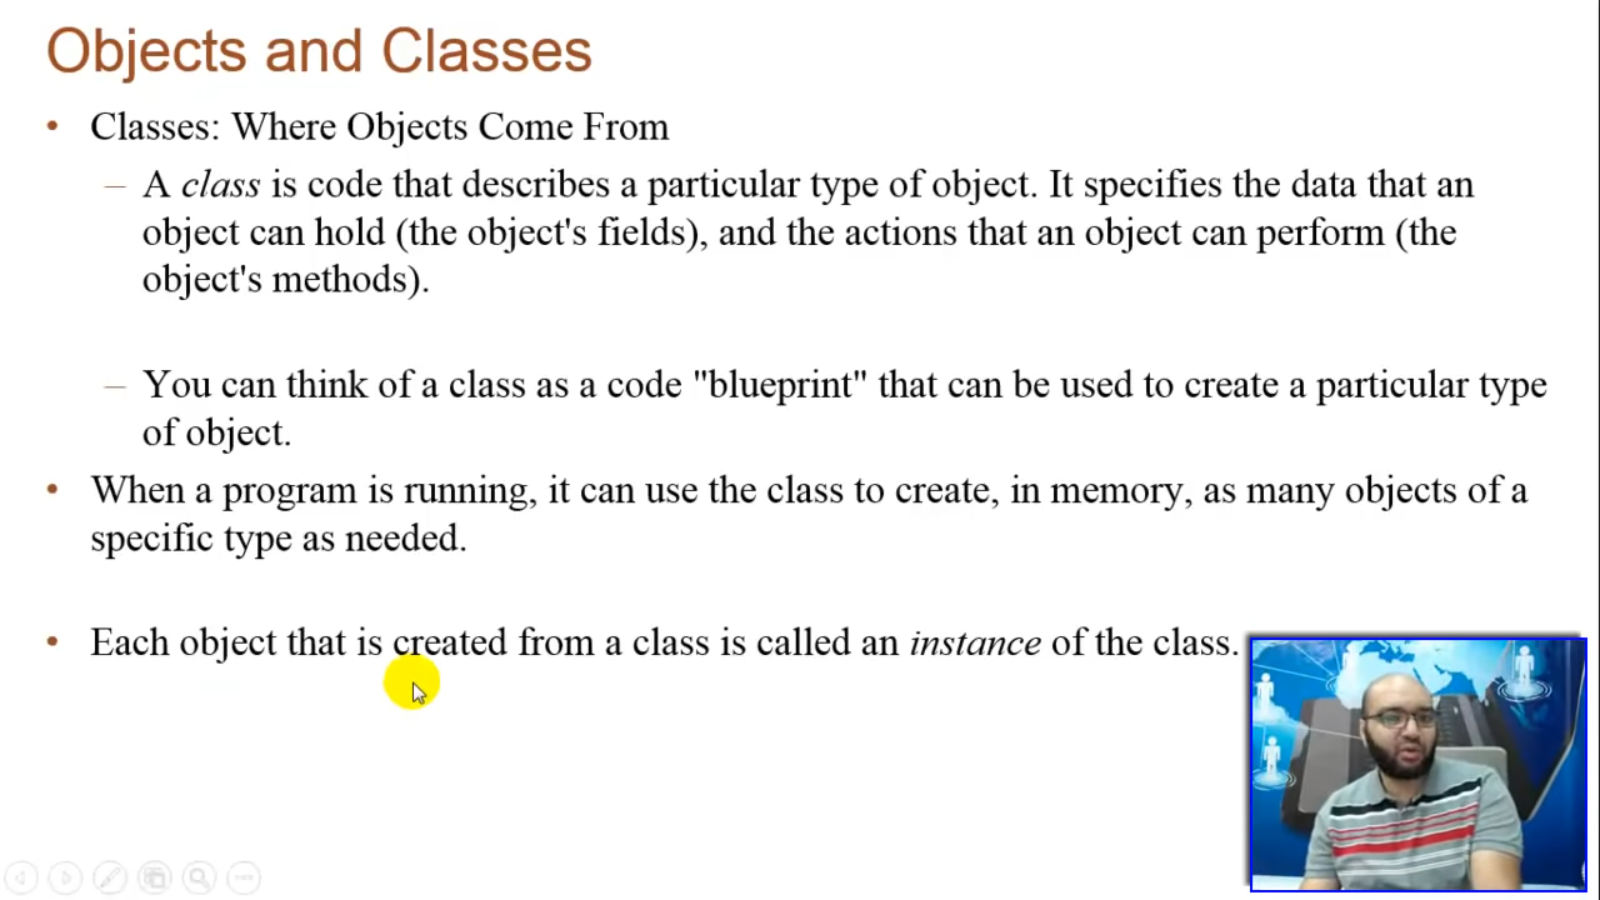 Objects and Classes
• Classes: Where Objects Come From
– A class is code that describes a particular type of object. It specifies the data that an
object can hold (the object's fields), and the actions that an object can perform (the
object's methods).
– You can think of a class as a code "blueprint" that can be used to create a particular type
of object.
• When a program is running, it can use the class to create, in memory, as many objects of a
specific type as needed.
• Each object that is created from a class is called an instance of the class.